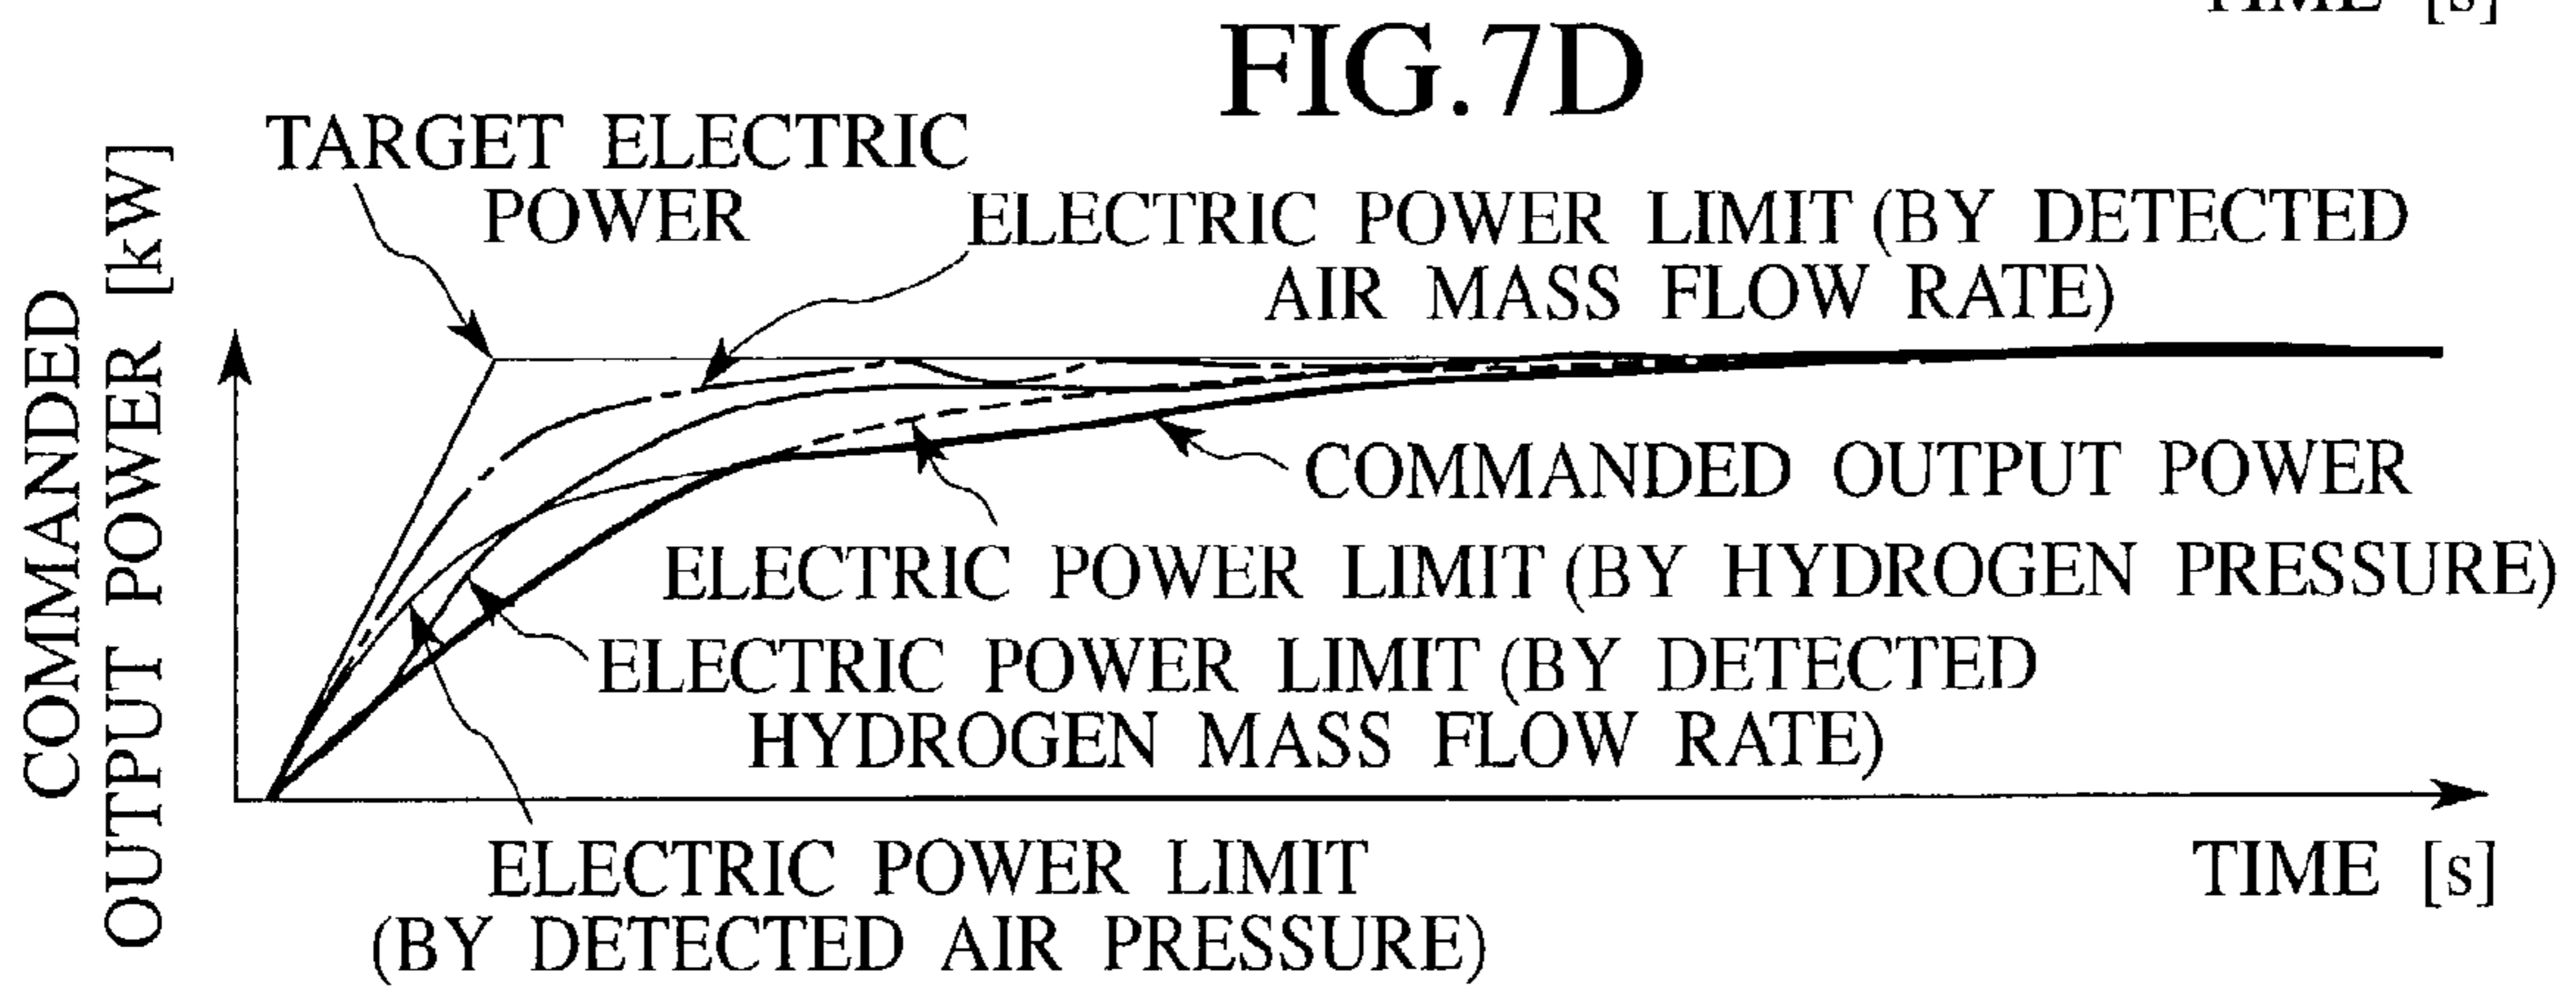 TIME [s]
FIG.7D
TARGET ELECTRIC
POWER
ELECTRIC POWER LIMIT (BY DETECTED
AIR MASS FLOW RATE)
COMMANDED
OUTPUT POWER [kW]
COMMANDED OUTPUT POWER
ELECTRIC POWER LIMIT (BY HYDROGEN PRESSURE)
ELECTRIC POWER LIMIT (BY DETECTED
HYDROGEN MASS FLOW RATE)
ELECTRIC POWER LIMIT
(BY DETECTED AIR PRESSURE)
TIME [s]